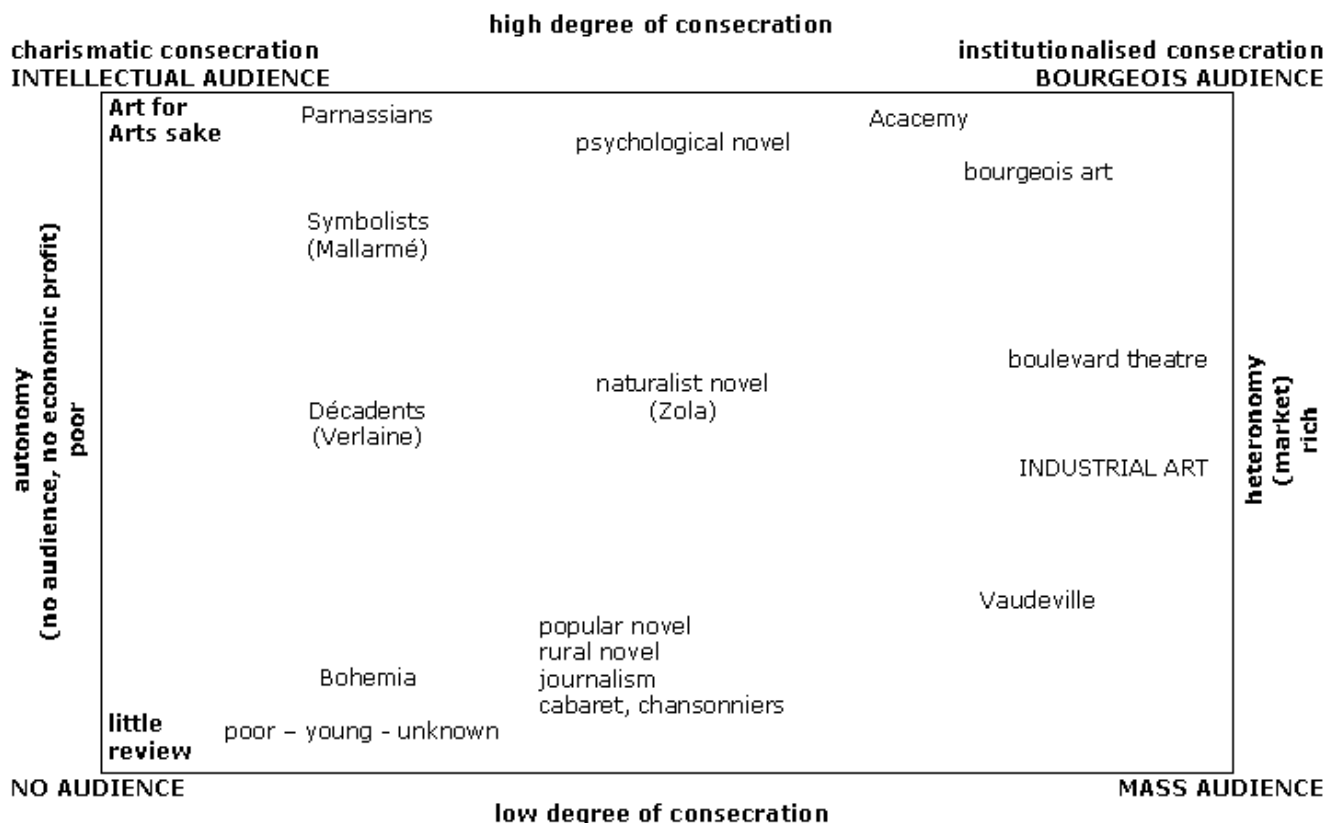 high degree of consecration
charismatic consecration
institutionalised consecration
INTELLECTUAL AUDIENCE
BOURGEOIS AUDIENCE
Art for
Arts sake
Parnassians
Acacemy
psychological novel
bourgeois art
Symbolists
(Mallarmé)
autonomy
(no audience, no economic profit)
poor
boulevard theatre
naturalist novel
(Zola)
Décadents
(Verlaine)
heteronomy
(market)
rich
INDUSTRIAL ART
Vaudeville
popular novel
rural novel
journalism
cabaret, chansonniers
Bohemia
little
review
poor – young - unknown
NO AUDIENCE
MASS AUDIENCE
low degree of consecration